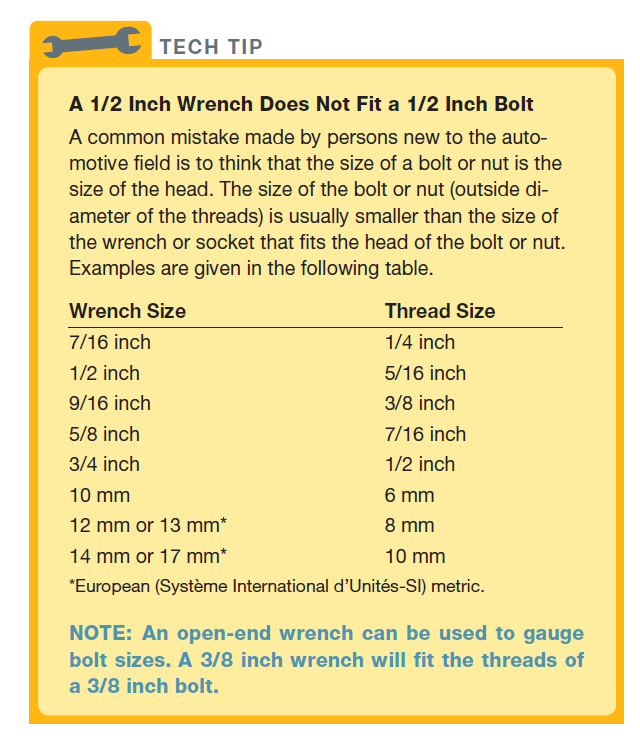 TECH TIP
A 1/2 Inch Wrench Does Not Fit a 1/2 Inch Bolt
A common mistake made by persons new to the auto-
motive field is to think that the size of a bolt or nut is the
size of the head. The size of the bolt or nut (outside di-
ameter of the threads) is usually smaller than the size of
the wrench or socket that fits the head of the bolt or nut.
Examples are given in the following table.
Wrench Size Thread Size
7/16 inch 1/4 inch
1/2 inch 5/16 inch
9/16 inch 3/8 inch
5/8 inch 7/16 inch
3/4 inch 1/2 inch
10 mm 6 mm
12 mm or 13 mm* 8 mm
14 mm or 17 mm* 10 mm
*European (Système International d’Unités-SI) metric.
NOTE: An open-end wrench can be used to gauge
bolt sizes. A 3/8 inch wrench will fit the threads of
a 3/8 inch bolt.